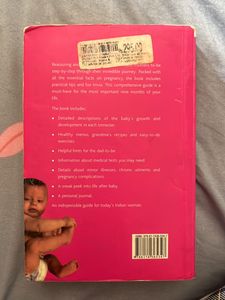 Reassuring and
step-by-step through their incredible journey. Packed with
all the essential facts on pregnancy, the book includes
practical tips and fun trivia. This comprehensive guide is a
must-have for the most important nine months of your
life.
The book includes:
• Detailed descriptions of the baby's growth and
development in each trimester
• Healthy menus, grandma's recipes and easy-to-do
exercises
• Helpful hints for the dad-to-be
• Information about medical tests you may need
• Details about minor illnesses, chronic ailments and
pregnancy complications
• A sneak peek into life after baby
• A personal journal.
An indispensable guide for today's Indian woman.